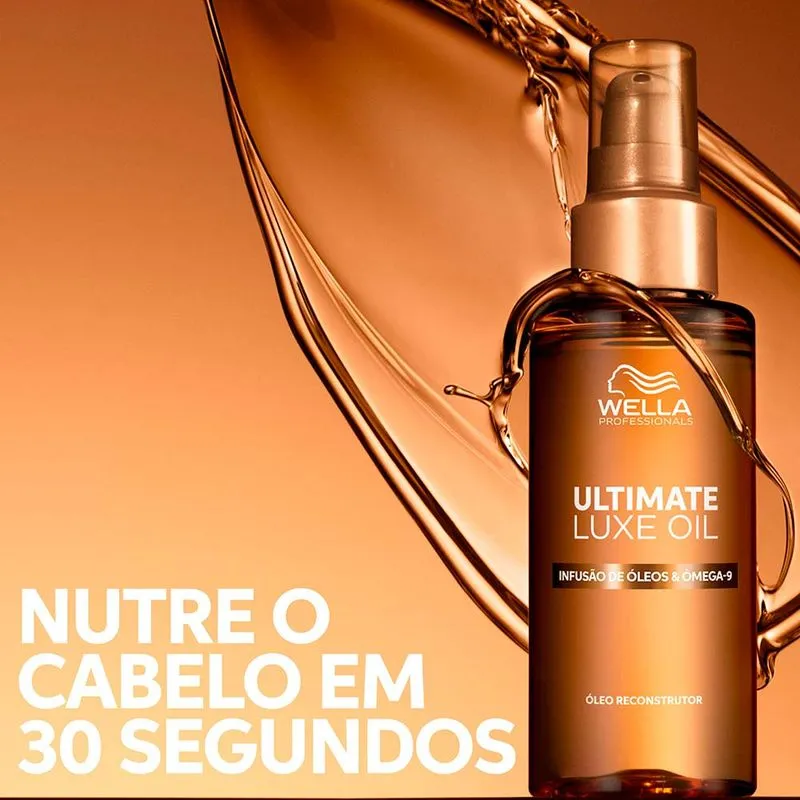 WELLA
PROFESSIONALS
ULTIMATE
LUXE OIL
INFUSÃO DE ÓLEOS & ÔMEGA-9
ÓLEO RECONSTRUTOR
NUTRE O
CABELO EM
30 SEGUNDOS